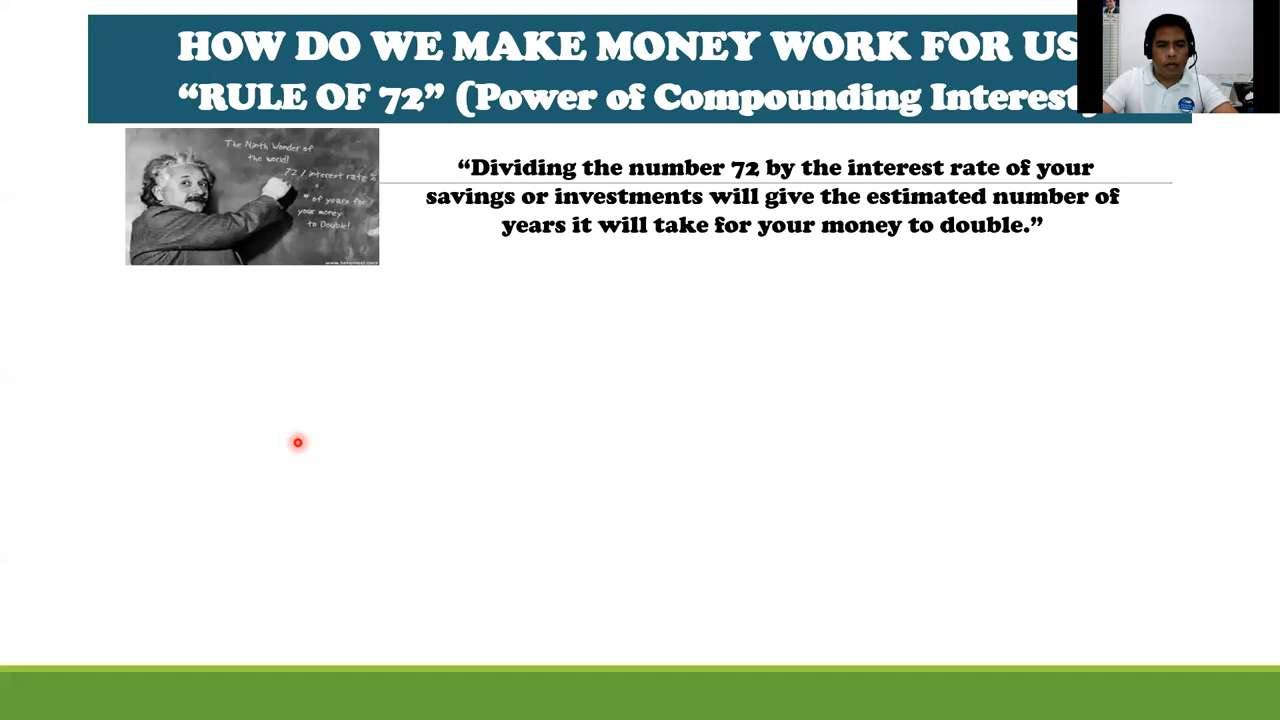 HOW DO WE MAKE MONEY WORK FOR US
“RULE OF 72” (Power of Compounding Interest)
The Ninth Wonder of
the world!
72 / interest rate %
=
# of years for
your money
to Double!
“Dividing the number 72 by the interest rate of your
savings or investments will give the estimated number of
years it will take for your money to double.”